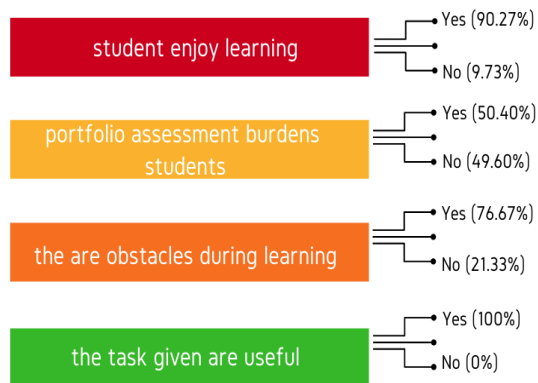 student enjoy learning
Yes (90.27%)
No (9.73%)
portfolio assessment burdens
students
Yes (50.40%)
No (49.60%)
the are obstacles during learning
Yes (76.67%)
No (21.33%)
the task given are useful
Yes (100%)
No (0%)